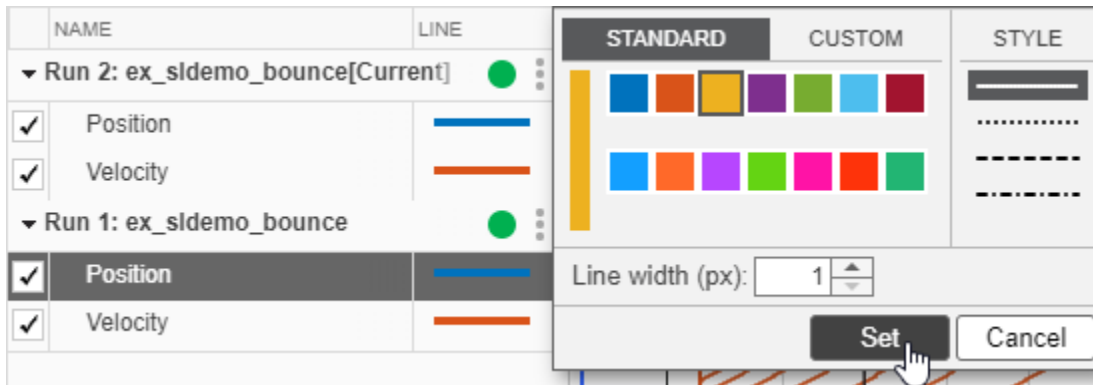 NAME LINE
Run 2: ex_sldemo_bounce[Current]
Position
Velocity
Run 1: ex_sldemo_bounce
Position
Velocity
STANDARD CUSTOM STYLE
Line width (px): 1
Set Cancel